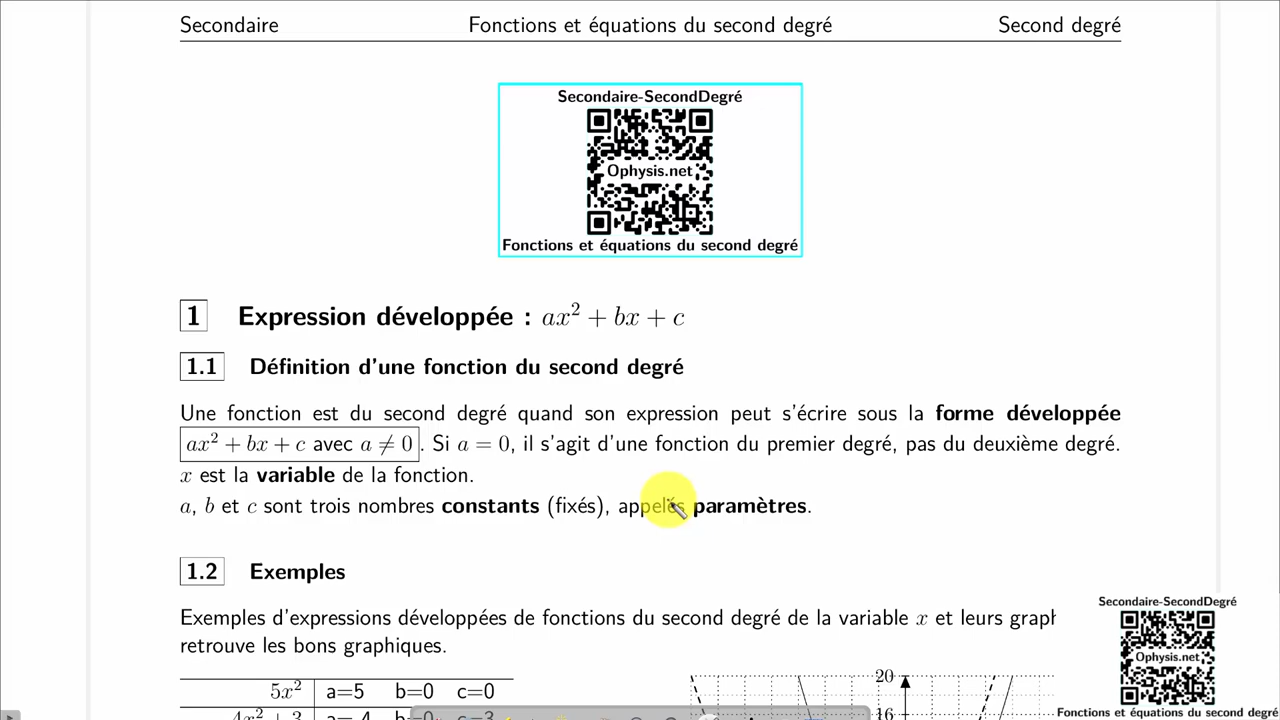 Secondaire Fonctions et équations du second degré Second degré
Secondaire-SecondDegré
Ophysis.net
Fonctions et équations du second degré
1 Expression développée : ax² + bx + c
1.1 Définition d'une fonction du second degré
Une fonction est du second degré quand son expression peut s'écrire sous la forme développée
ax² + bx + c avec a ≠ 0. Si a = 0, il s'agit d'une fonction du premier degré, pas du deuxième degré.
x est la variable de la fonction.
a, b et c sont trois nombres constants (fixés), appelés paramètres.
1.2 Exemples
Exemples d'expressions développées de fonctions du second degré de la variable x et leurs graph
retrouve les bons graphiques.
5x² a=5 b=0 c=0
20
16
Secondaire-SecondDegré
Ophysis.net
Fonctions et équations du second degré